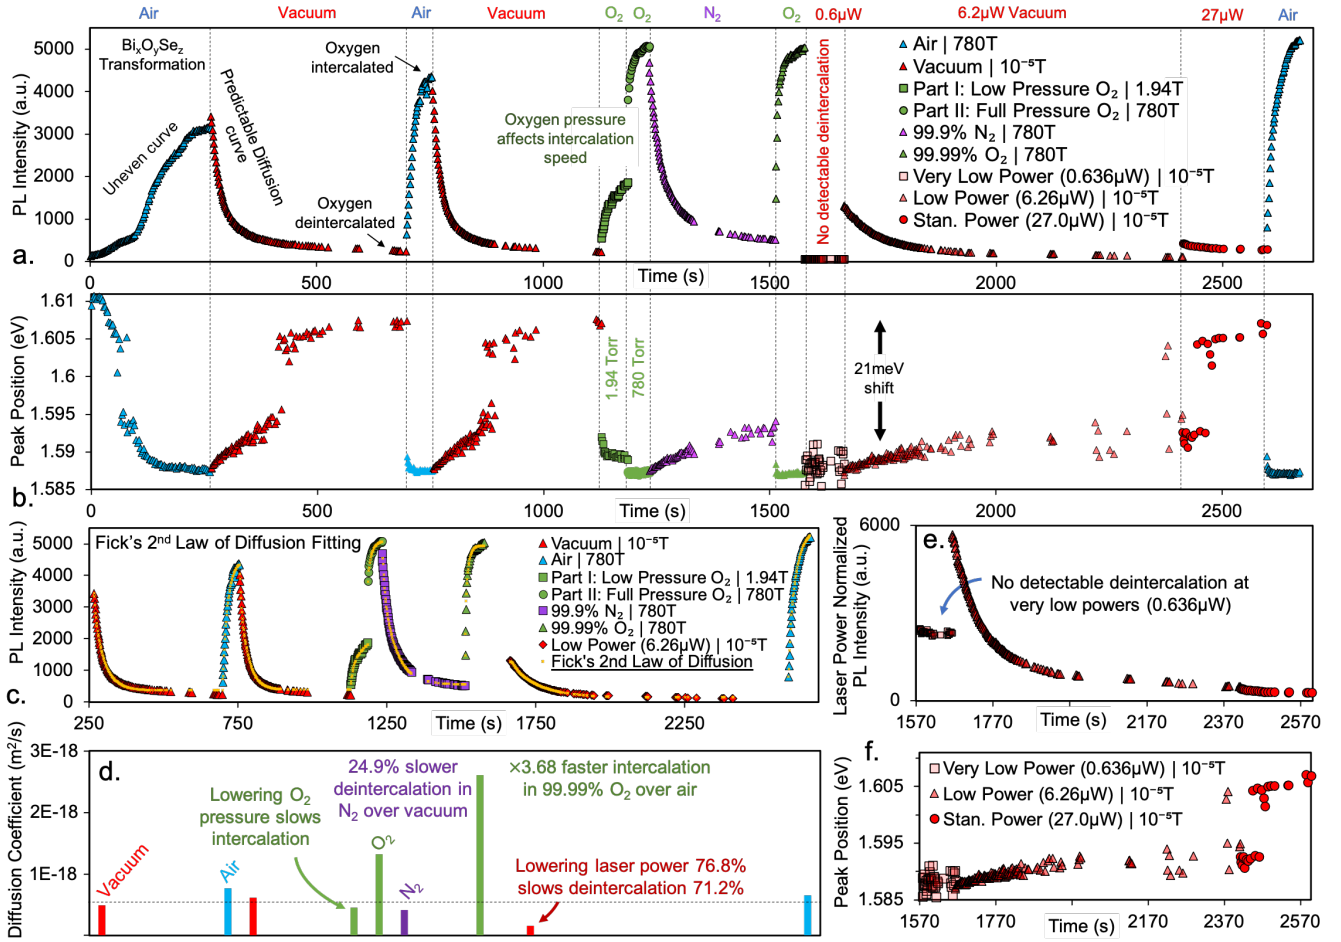 Air Vacuum Air Vacuum O₂ O₂ N₂ O₂ 0.6µW 6.2µW Vacuum 27µW Air
PL Intensity (a.u.)
5000
4000
3000
2000
1000
0
BiₓOᵧSe_z
Transformation
Uneven curve
Predictable Diffusion
curve
Oxygen
intercalated
Oxygen
deintercalated
Oxygen pressure
affects intercalation
speed
No detectable deintercalation
Air | 780T
Vacuum | 10⁻⁵T
Part I: Low Pressure O₂ | 1.94T
Part II: Full Pressure O₂ | 780T
99.9% N₂ | 780T
99.99% O₂ | 780T
Very Low Power (0.636µW) | 10⁻⁵T
Low Power (6.26µW) | 10⁻⁵T
Stan. Power (27.0µW) | 10⁻⁵T
a.
0 500 1000 1500 2000 2500
Time (s)
Peak Position (eV)
1.61
1.605
1.6
1.595
1.59
1.585
1.94 Torr
780 Torr
21meV
shift
b.
0 500 1000 1500 2000 2500
Time (s)
PL Intensity (a.u.)
5000
4000
3000
2000
1000
0
Fick's 2ⁿᵈ Law of Diffusion Fitting
Vacuum | 10⁻⁵T
Air | 780T
Part I: Low Pressure O₂ | 1.94T
Part II: Full Pressure O₂ | 780T
99.9% N₂ | 780T
99.99% O₂ | 780T
Low Power (6.26µW) | 10⁻⁵T
Fick's 2ⁿᵈ Law of Diffusion
c.
250 750 1250 1750 2250
Time (s)
Diffusion Coefficient (m²/s)
3E-18
2E-18
1E-18
d.
Vacuum
Air
Lowering O₂
pressure slows
intercalation
24.9% slower
deintercalation in
N₂ over vacuum
O₂
N₂
×3.68 faster intercalation
in 99.99% O₂ over air
Lowering laser power 76.8%
slows deintercalation 71.2%
Laser Power Normalized
PL Intensity (a.u.)
6000
0
e.
No detectable deintercalation at
very low powers (0.636µW)
1570 1770 2170 2370 2570
Time (s)
f.
Peak Position (eV)
1.605
1.595
1.585
Very Low Power (0.636µW) | 10⁻⁵T
Low Power (6.26µW) | 10⁻⁵T
Stan. Power (27.0µW) | 10⁻⁵T
1570 1770 2170 2370 2570
Time (s)